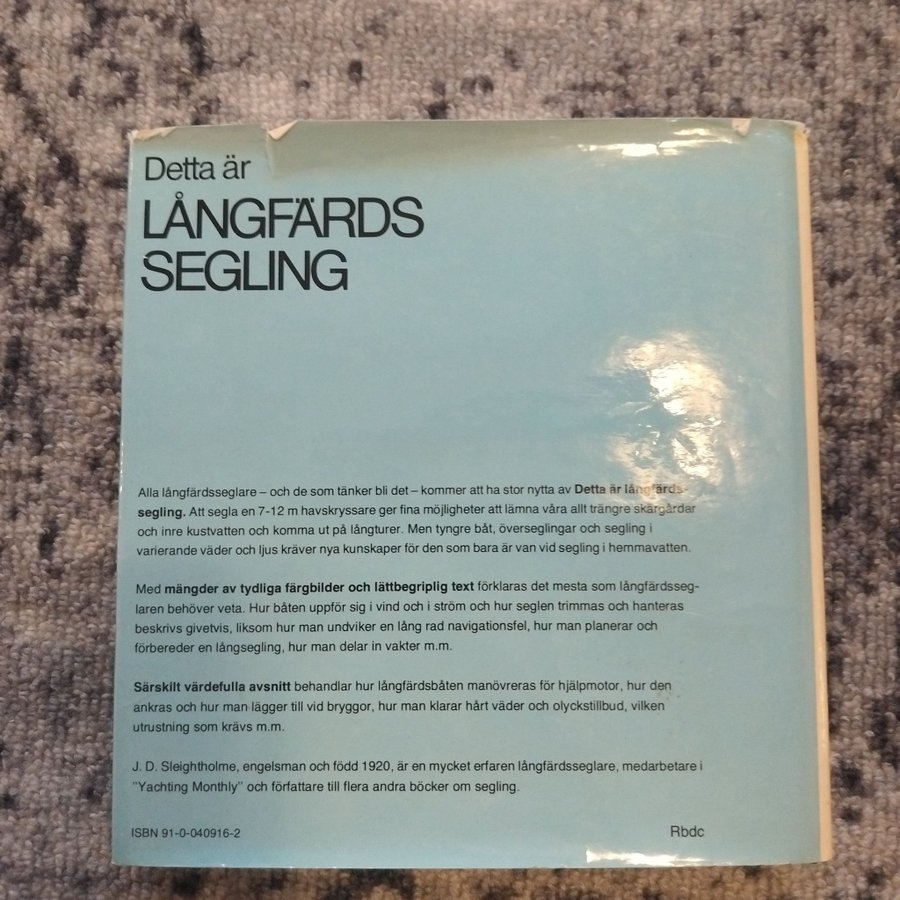 Detta är
LÅNGFÄRDS
SEGLING
Alla långfärdsseglare – och de som tänker bli det – kommer att ha stor nytta av Detta är långfärds-
segling. Att segla en 7-12 m havskryssare ger fina möjligheter att lämna våra allt trängre skärgårdar
och inre kustvatten och komma ut på långturer. Men tyngre båt, överseglingar och segling i
varierande väder och ljus kräver nya kunskaper för den som bara är van vid segling i hemmavatten.
Med mängder av tydliga färgbilder och lättbegriplig text förklaras det mesta som långfärdsseg-
laren behöver veta. Hur båten uppför sig i vind och i ström och hur seglen trimmas och hanteras
beskrivs givetvis, liksom hur man undviker en lång rad navigationsfel, hur man planerar och
förbereder en långsegling, hur man delar in vakter m.m.
Särskilt värdefulla avsnitt behandlar hur långfärdsbåten manövreras för hjälpmotor, hur den
ankras och hur man lägger till vid bryggor, hur man klarar hårt väder och olyckstillbud, vilken
utrustning som krävs m.m.
J. D. Sleightholme, engelsman och född 1920, är en mycket erfaren långfärdsseglare, medarbetare i
"Yachting Monthly" och författare till flera andra böcker om segling.
ISBN 91-0-040916-2
Rbdc